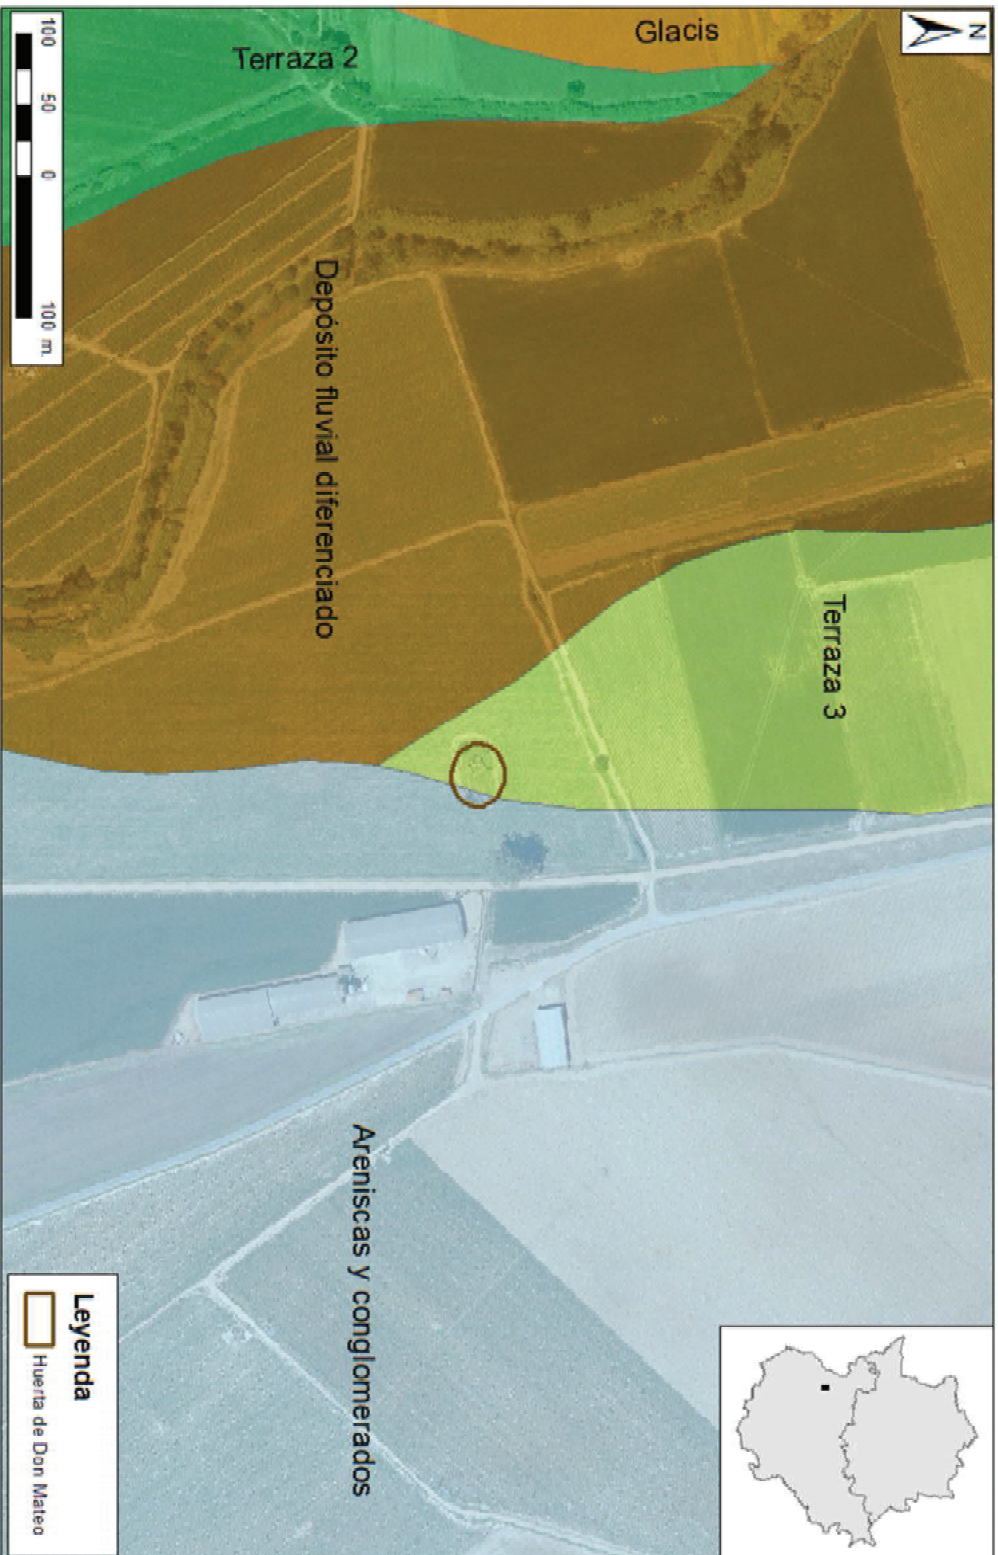 N
Glacis
Terraza 2
Terraza 3
Depósito fluvial diferenciado
Areniscas y conglomerados
100 50 0 100 m.
Leyenda
Huerta de Don Mateo